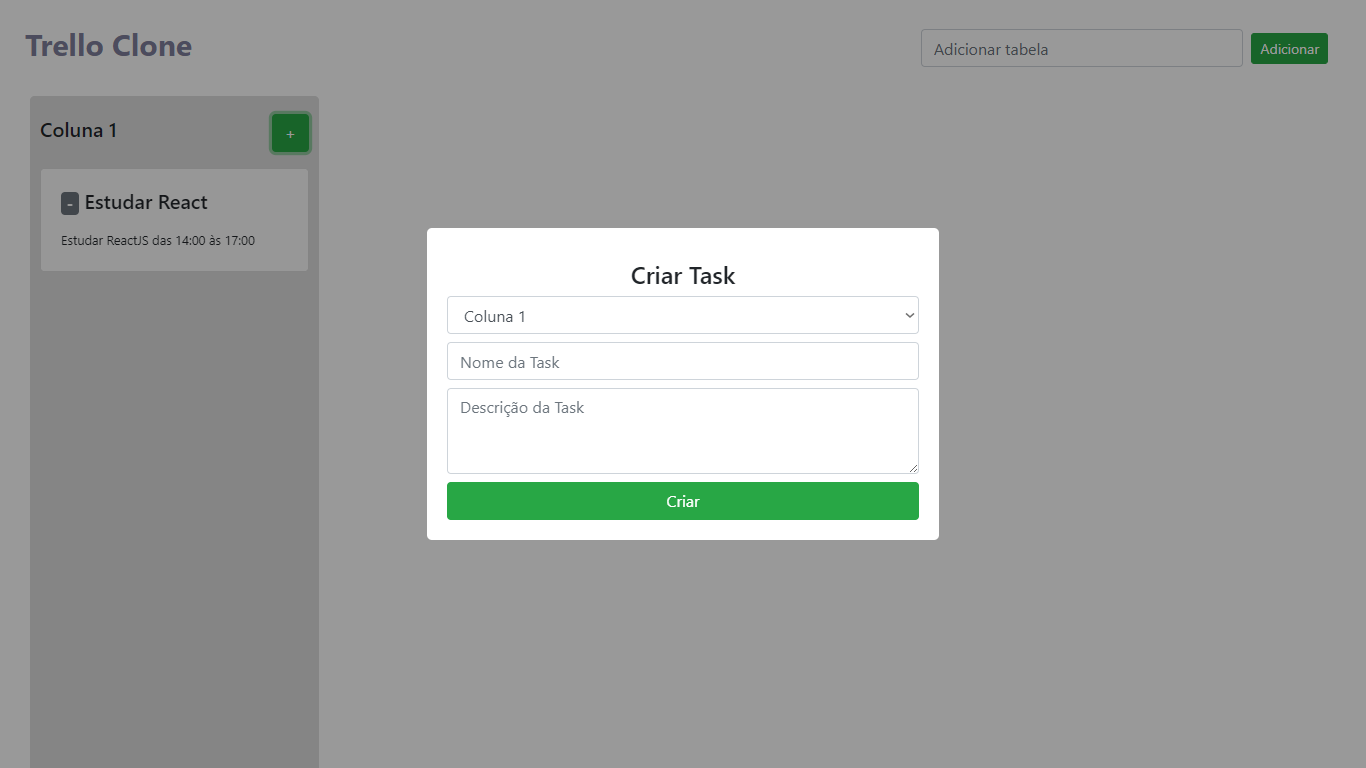 Trello Clone
Adicionar tabela
Adicionar
Coluna 1
+
- Estudar React
Estudar ReactJS das 14:00 às 17:00
Criar Task
Coluna 1
Nome da Task
Descrição da Task
Criar